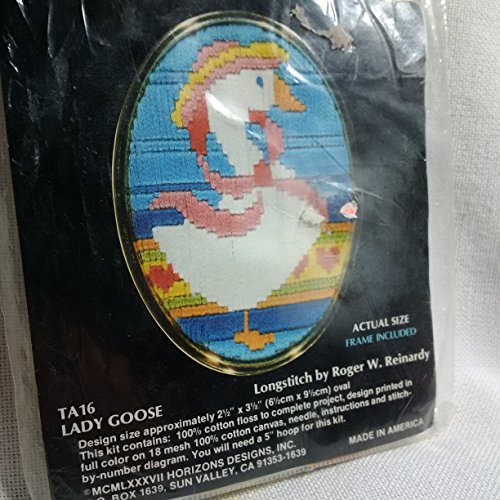 ACTUAL SIZE
FRAME INCLUDED
TA16
LADY GOOSE
Longstitch by Roger W. Reinardy
Design size approximately 2½" x 3½" (6½cm x 9½cm) oval
This kit contains: 100% cotton floss to complete project, design printed in
full color on 18 mesh 100% cotton canvas, needle, instructions and stitch-
by-number diagram. You will need a 5" hoop for this kit.
©MCMLXXXVII HORIZONS DESIGNS, INC.
P.O. BOX 1639, SUN VALLEY, CA 91353-1639
MADE IN AMERICA